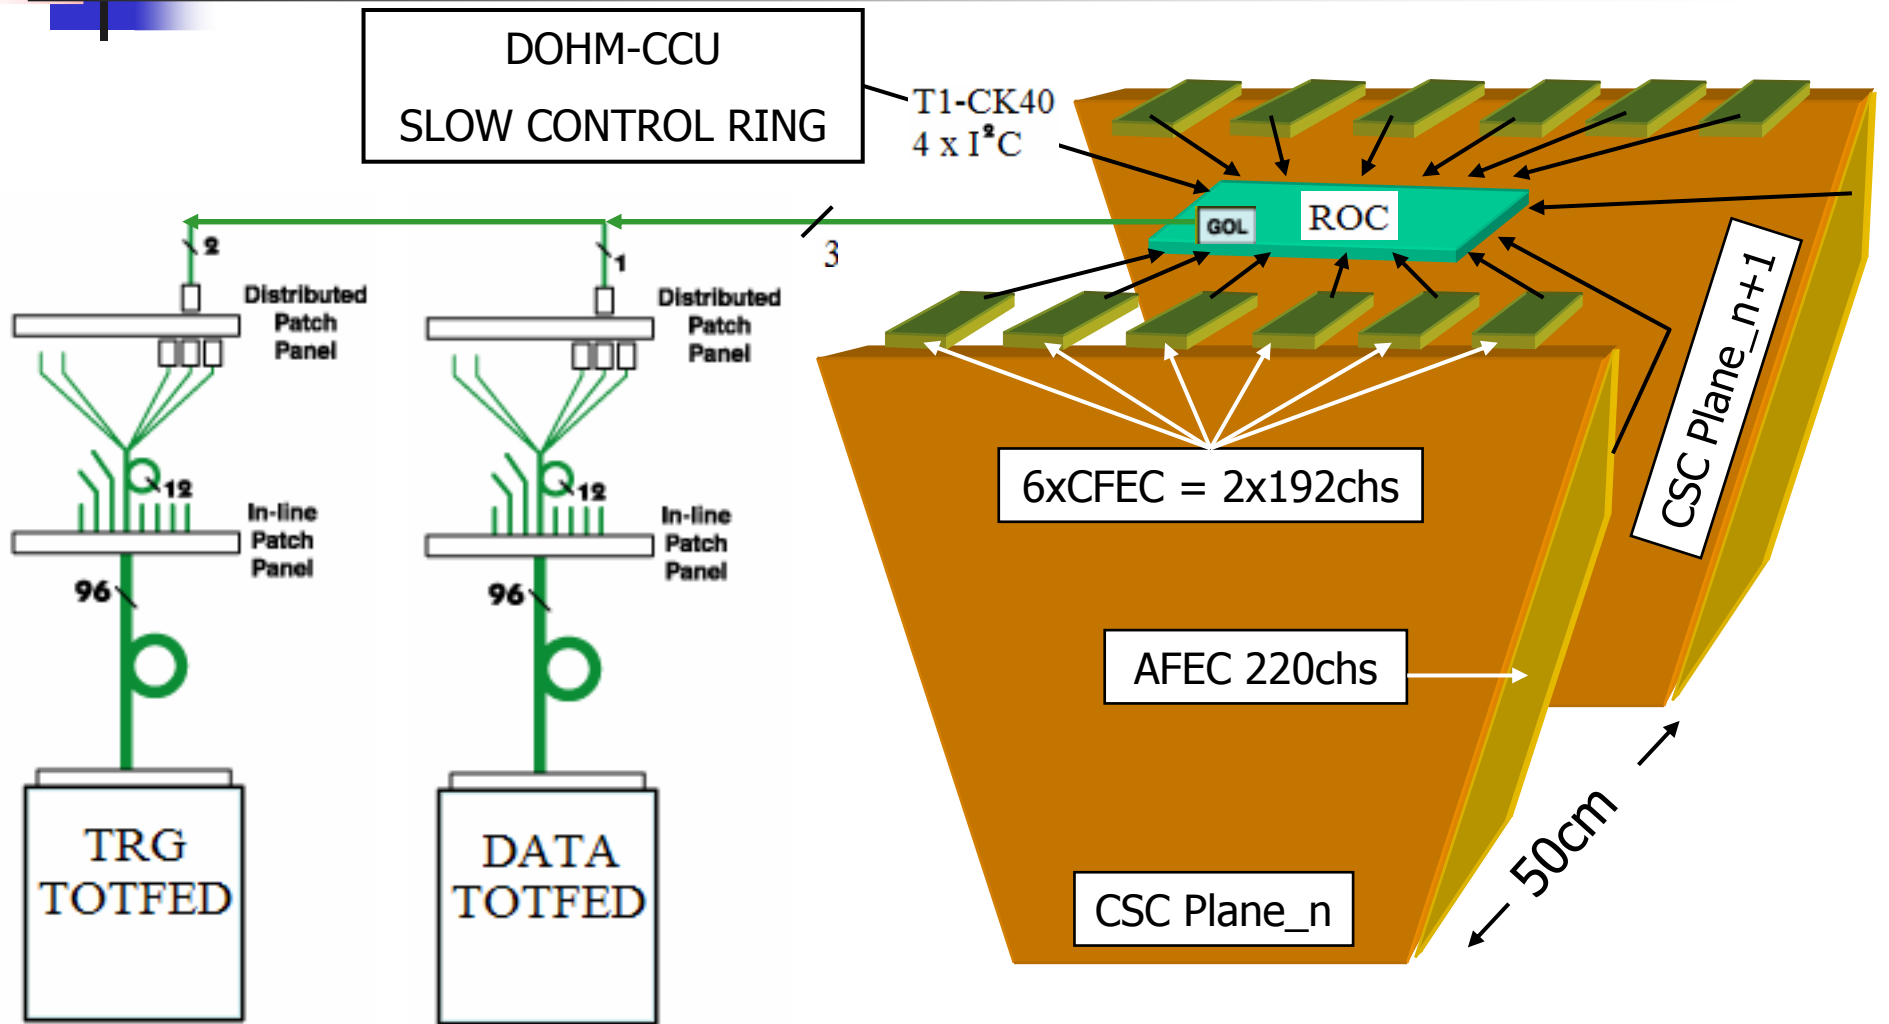 DOHM-CCU
SLOW CONTROL RING
T1-CK40
4 x I²C
GOL
ROC
3
2
1
Distributed
Patch
Panel
Distributed
Patch
Panel
12
12
In-line
Patch
Panel
In-line
Patch
Panel
96
96
TRG
TOTFED
DATA
TOTFED
6xCFEC = 2x192chs
CSC Plane_n+1
AFEC 220chs
50cm
CSC Plane_n